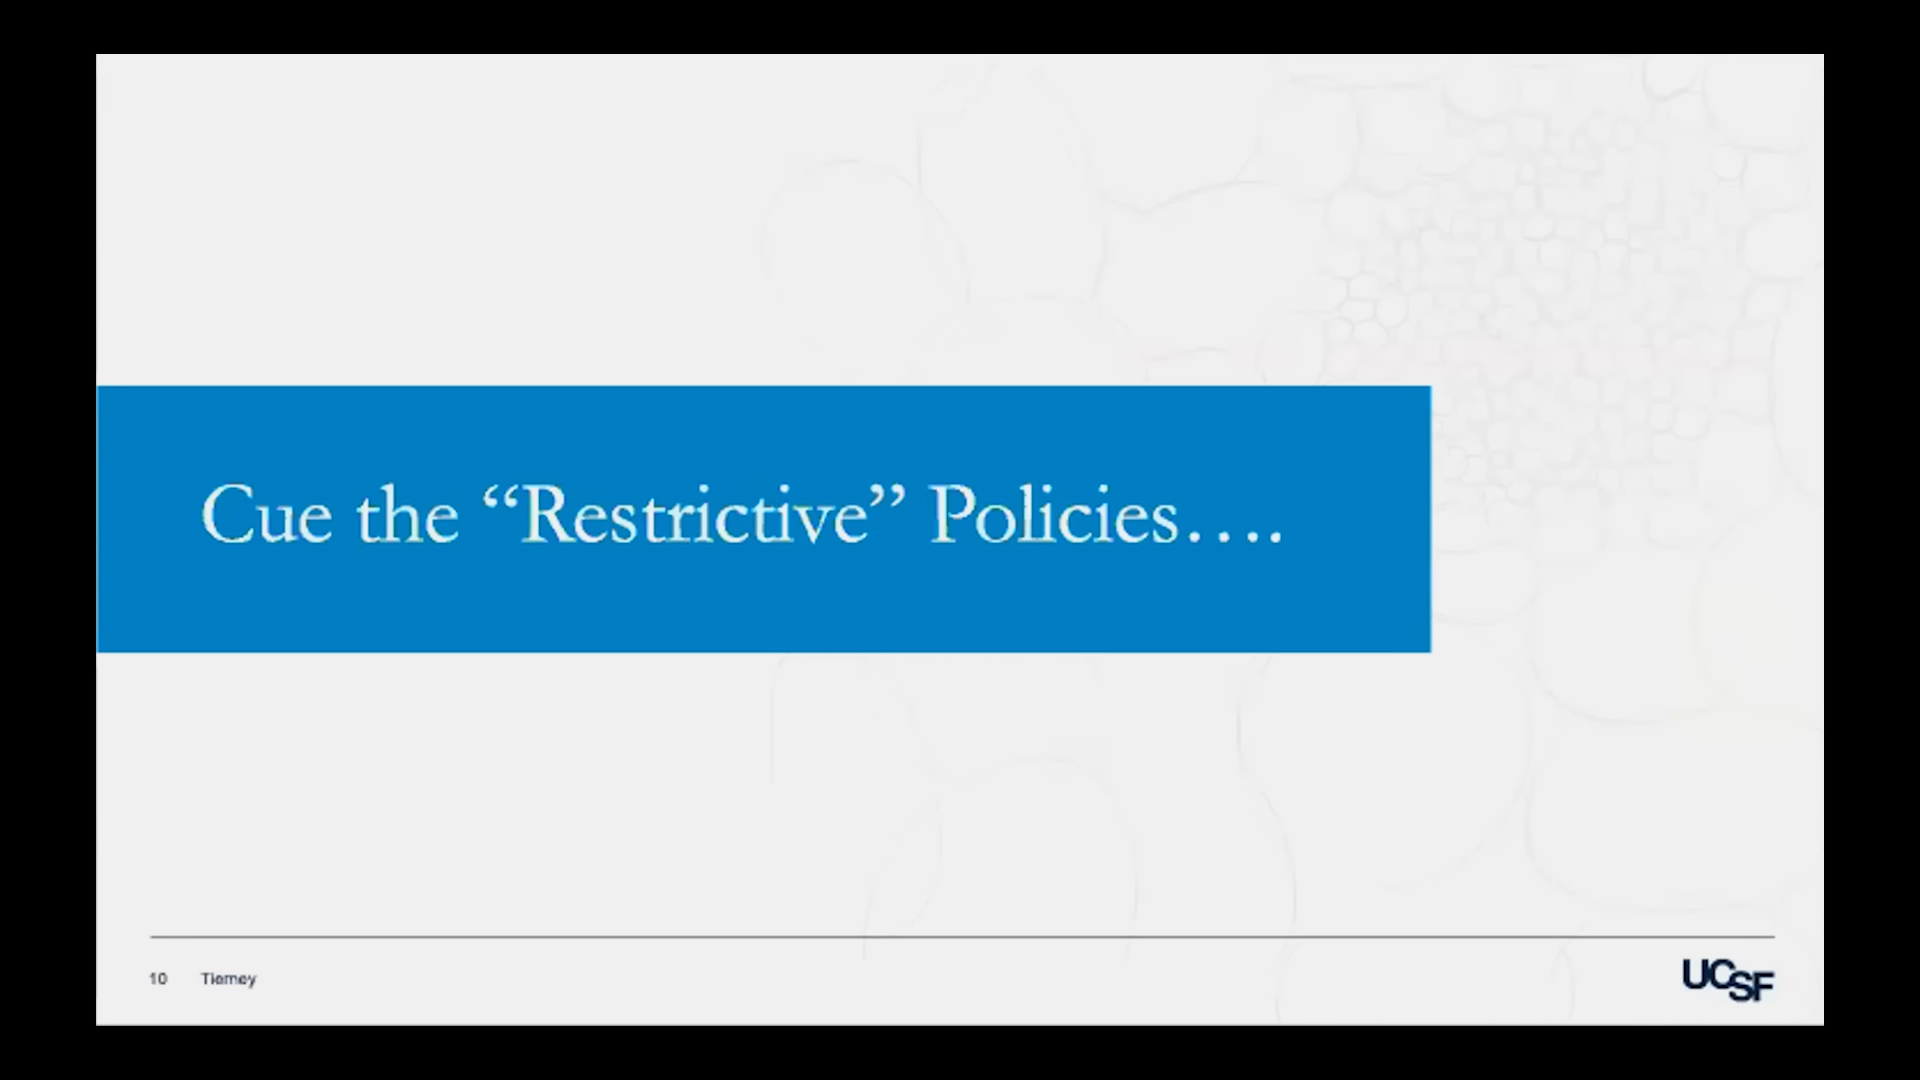 Cue the “Restrictive” Policies….
10 Tierney
UCSF